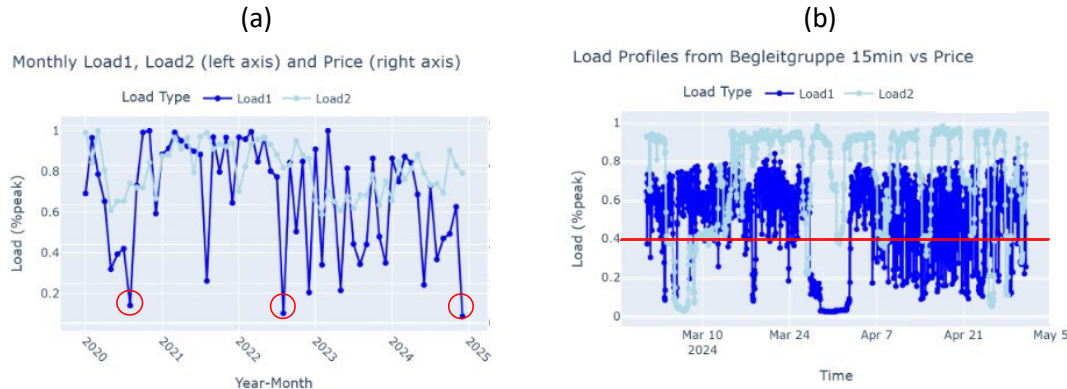 (a)
Monthly Load1, Load2 (left axis) and Price (right axis)
Load Type Load1 Load2
1
0.8
0.6
0.4
0.2
Load (%peak)
2020 2021 2022 2023 2024 2025
Year-Month
(b)
Load Profiles from Begleitgruppe 15min vs Price
Load Type Load1 Load2
1
0.8
0.6
0.4
0.2
0
Load (%peak)
Mar 10 Mar 24 Apr 7 Apr 21 May 5
2024
Time